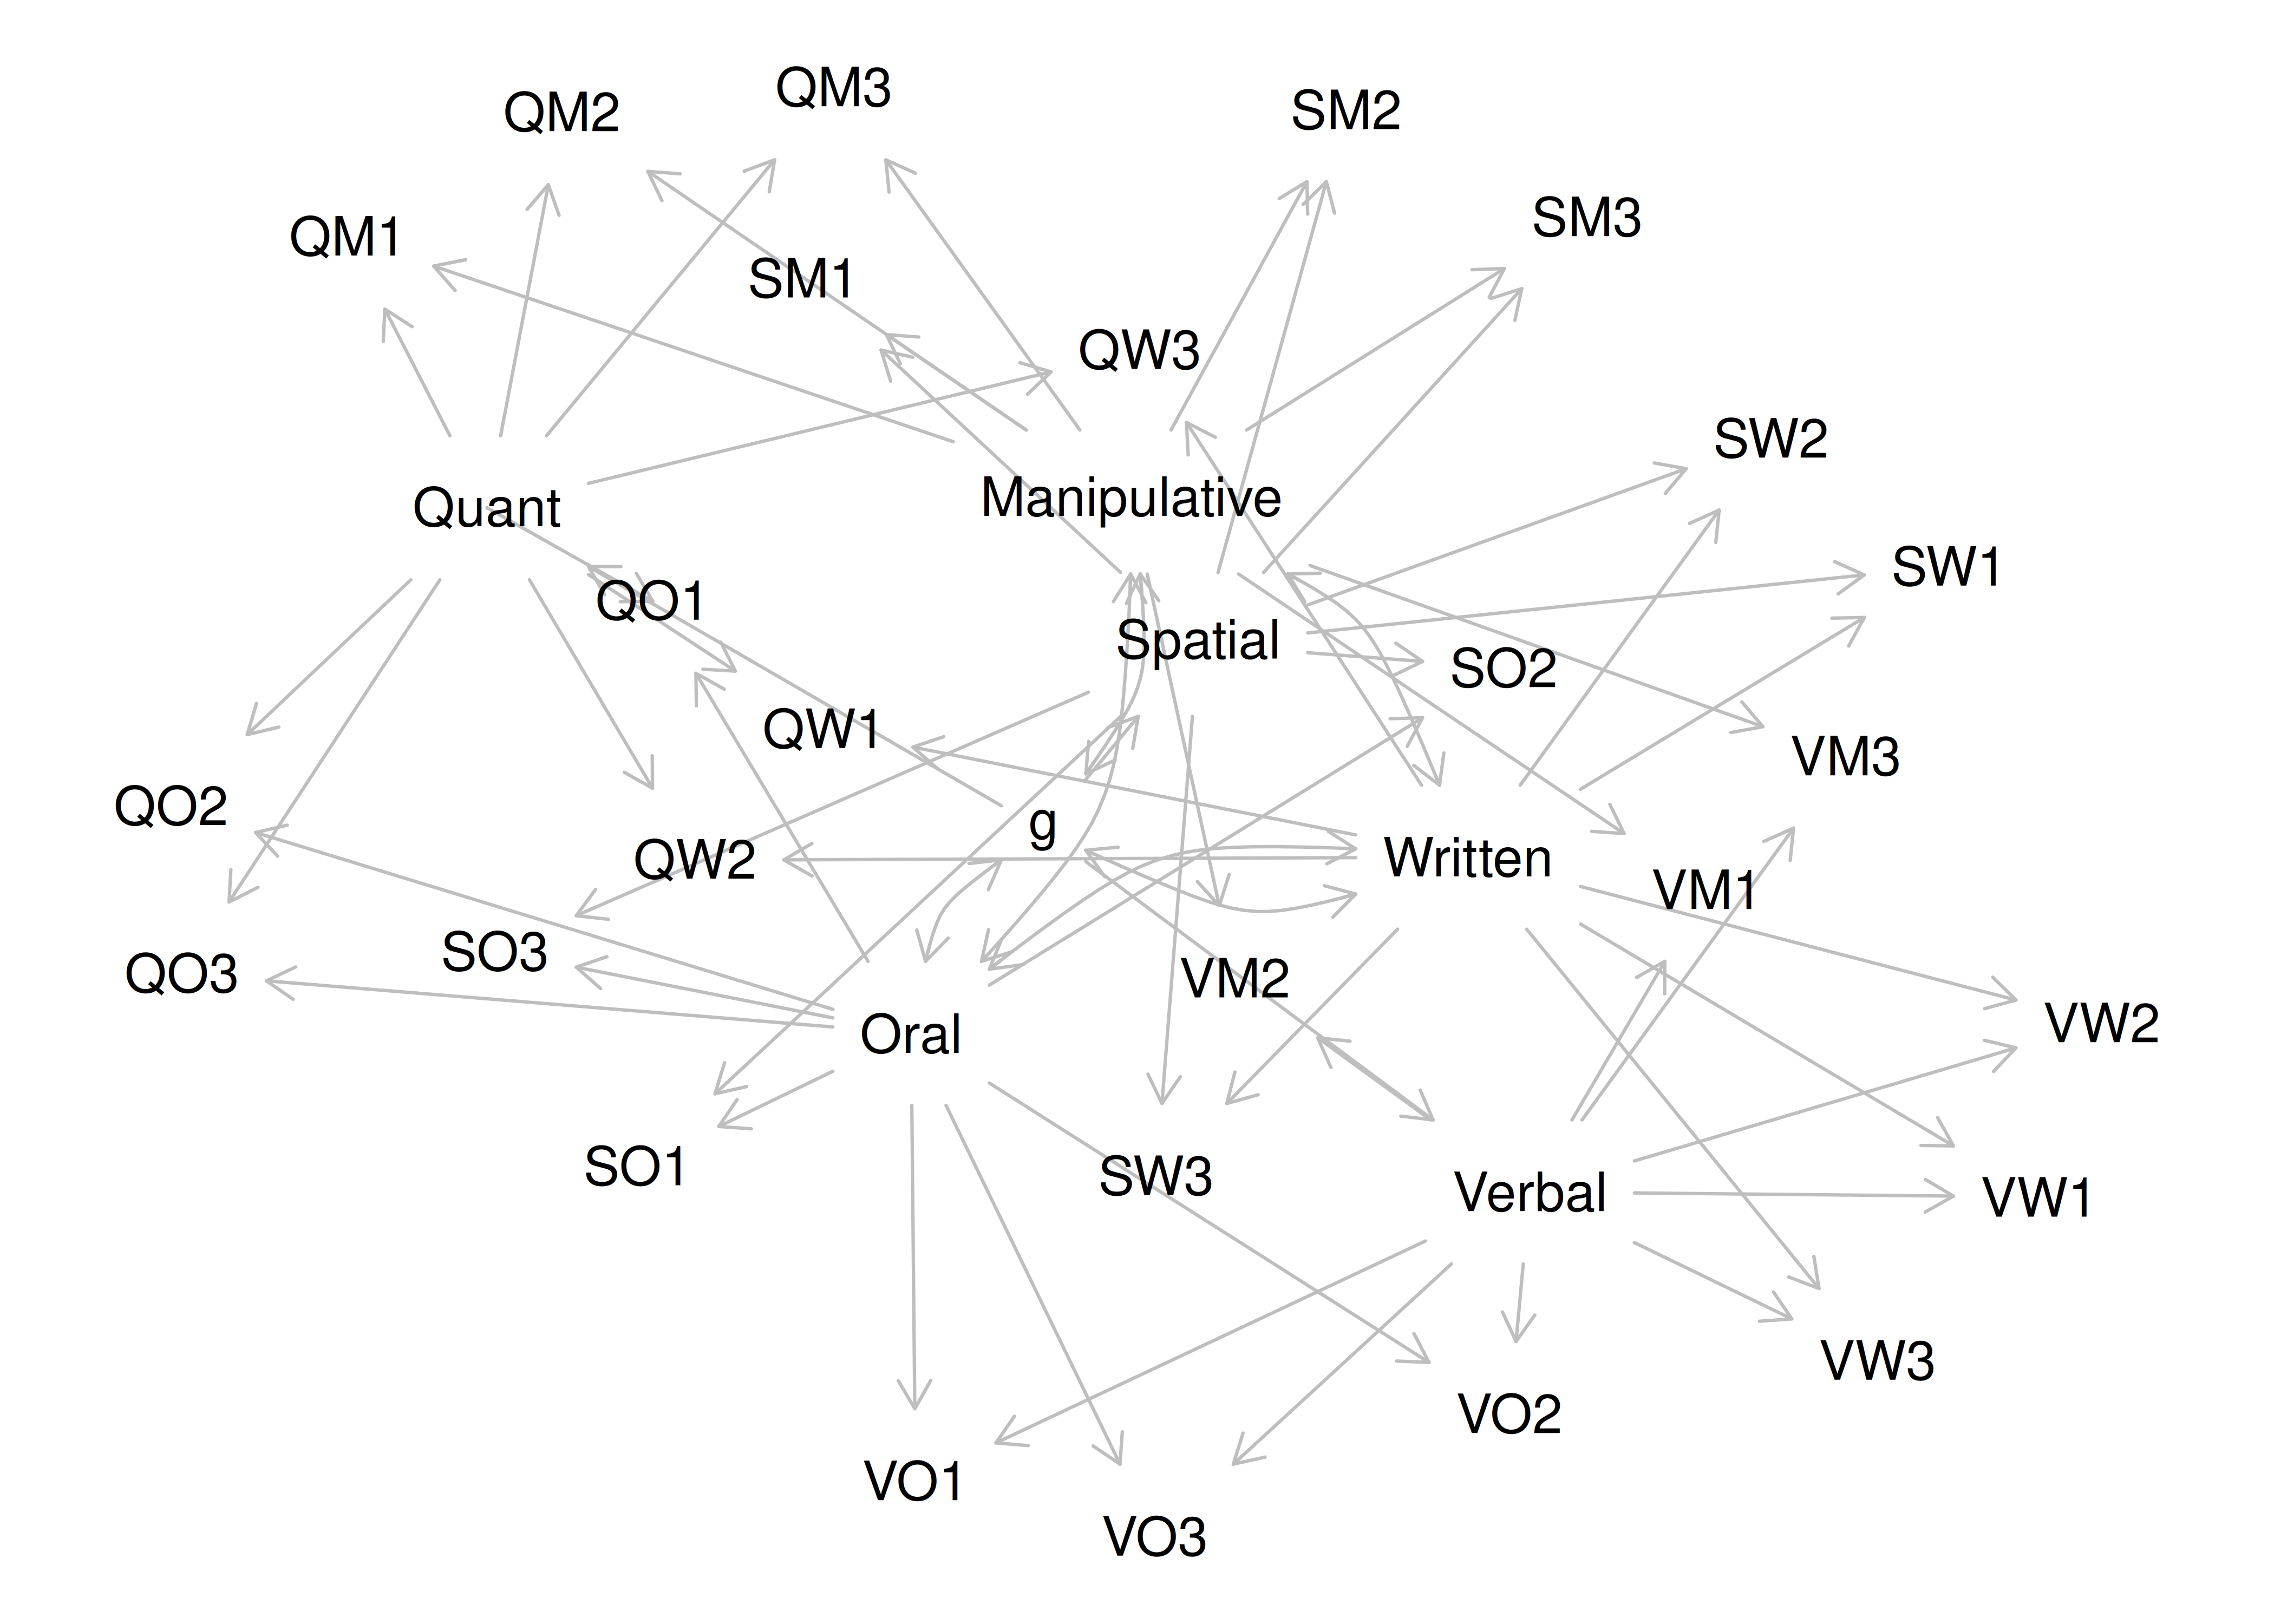 QM3
QM2
SM2
SM3
QM1
SM1
QW3
SW2
Manipulative
Quant
SW1
QO1
Spatial
SO2
QW1
VM3
QO2
g
QW2
Written
VM1
SO3
QO3
VM2
VW2
Oral
SO1
SW3
Verbal
VW1
VW3
VO2
VO1
VO3